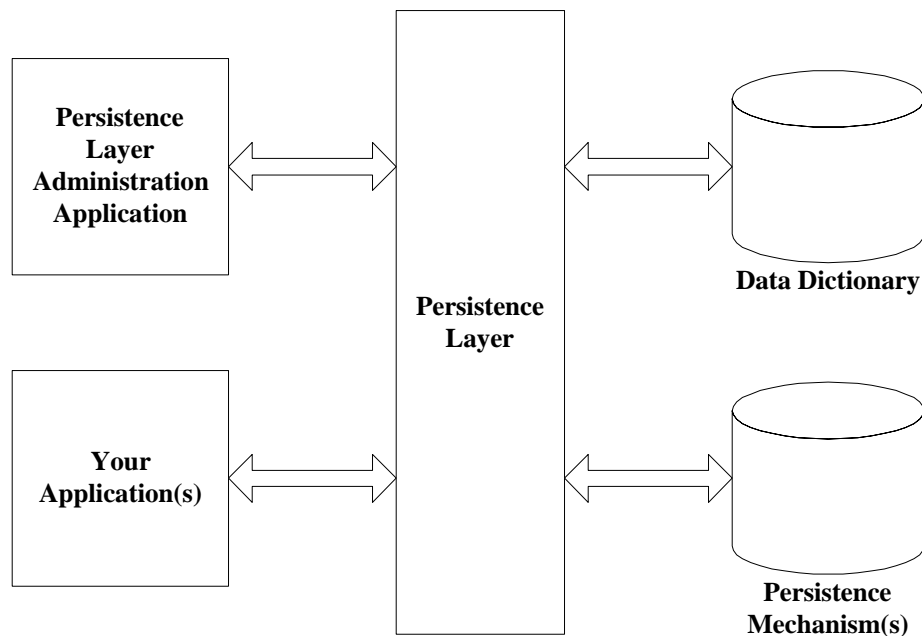 Persistence
Layer
Administration
Application
Persistence
Layer
Data Dictionary
Your
Application(s)
Persistence
Mechanism(s)